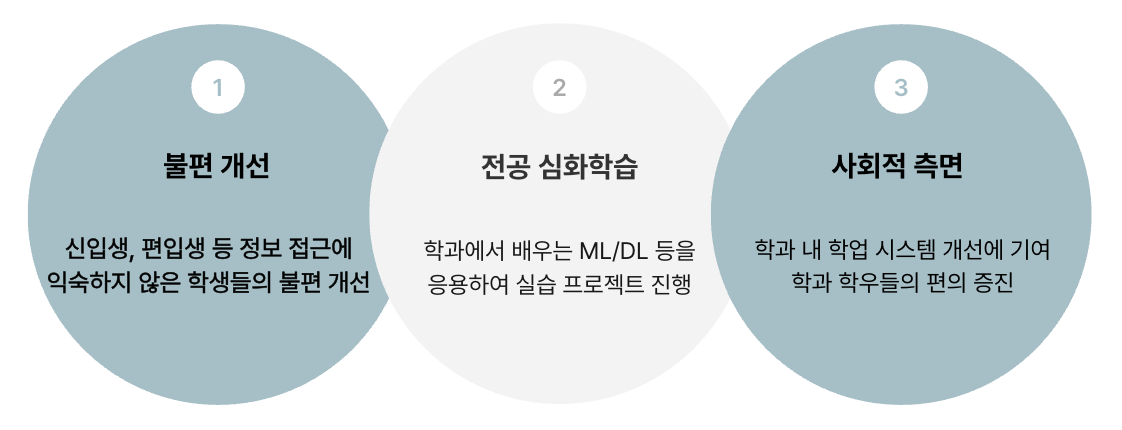 1
불편 개선
신입생, 편입생 등 정보 접근에
익숙하지 않은 학생들의 불편 개선
2
전공 심화학습
학과에서 배우는 ML/DL 등을
응용하여 실습 프로젝트 진행
3
사회적 측면
학과 내 학업 시스템 개선에 기여
학과 학우들의 편의 증진